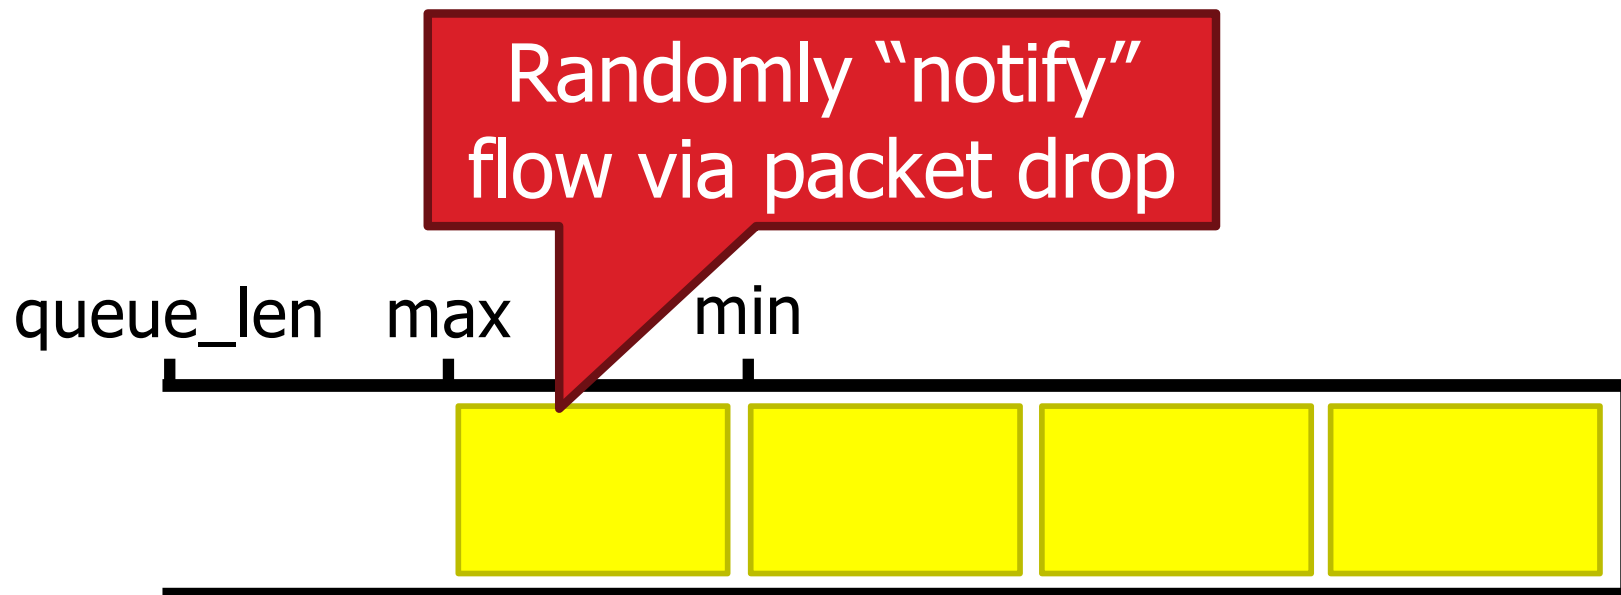 Randomly “notify”
flow via packet drop
queue_len max min